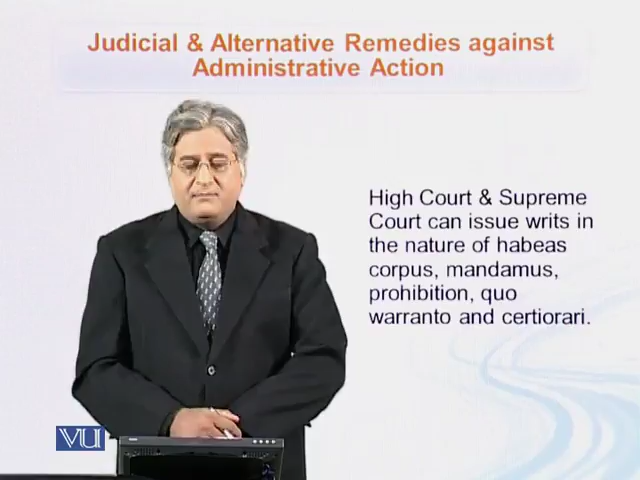 Judicial & Alternative Remedies against
Administrative Action
High Court & Supreme
Court can issue writs in
the nature of habeas
corpus, mandamus,
prohibition, quo
warranto and certiorari.
VU